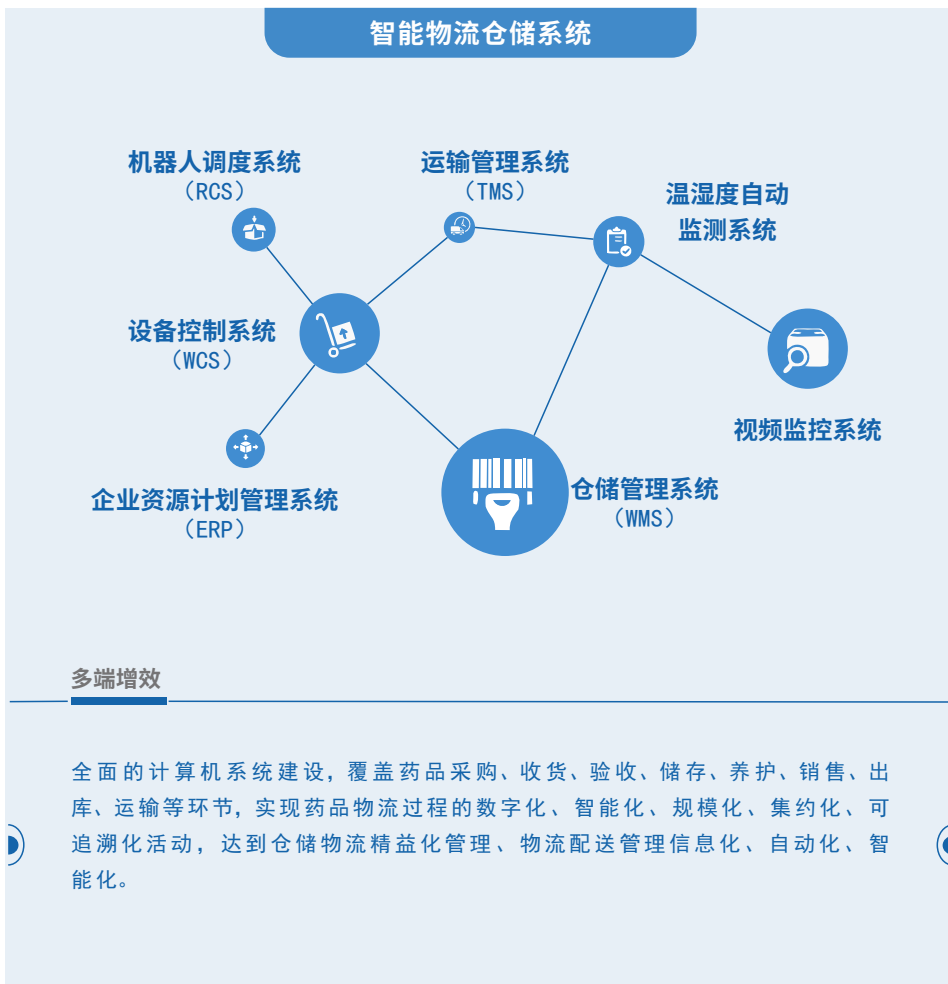 智能物流仓储系统
机器人调度系统
（RCS）
运输管理系统
（TMS）
温湿度自动
监测系统
设备控制系统
（WCS）
视频监控系统
企业资源计划管理系统
（ERP）
仓储管理系统
（WMS）
多端增效
全面的计算机系统建设，覆盖药品采购、收货、验收、储存、养护、销售、出
库、运输等环节，实现药品物流过程的数字化、智能化、规模化、集约化、可
追溯化活动，达到仓储物流精益化管理、物流配送管理信息化、自动化、智
能化。